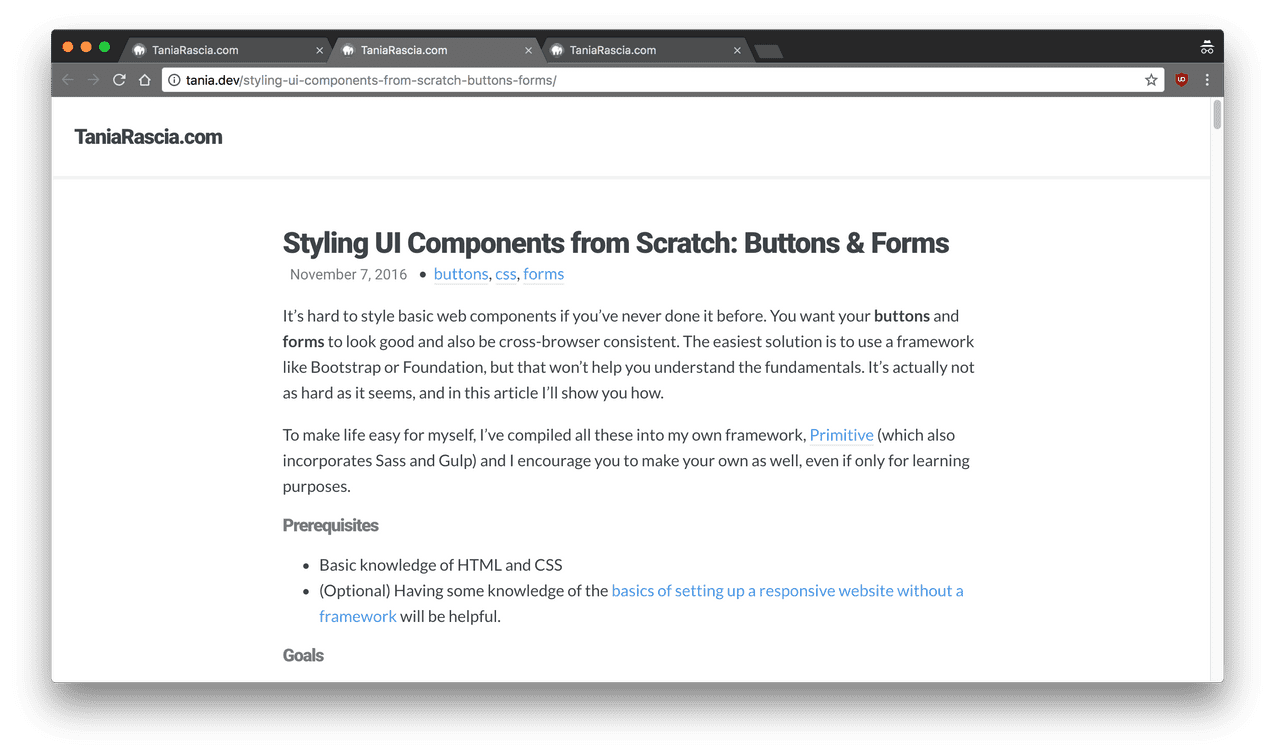 TaniaRascia.com TaniaRascia.com TaniaRascia.com
tania.dev/styling-ui-components-from-scratch-buttons-forms/
TaniaRascia.com
Styling UI Components from Scratch: Buttons & Forms
November 7, 2016 • buttons, css, forms
It’s hard to style basic web components if you’ve never done it before. You want your buttons and
forms to look good and also be cross-browser consistent. The easiest solution is to use a framework
like Bootstrap or Foundation, but that won’t help you understand the fundamentals. It’s actually not
as hard as it seems, and in this article I’ll show you how.
To make life easy for myself, I’ve compiled all these into my own framework, Primitive (which also
incorporates Sass and Gulp) and I encourage you to make your own as well, even if only for learning
purposes.
Prerequisites
• Basic knowledge of HTML and CSS
• (Optional) Having some knowledge of the basics of setting up a responsive website without a
framework will be helpful.
Goals